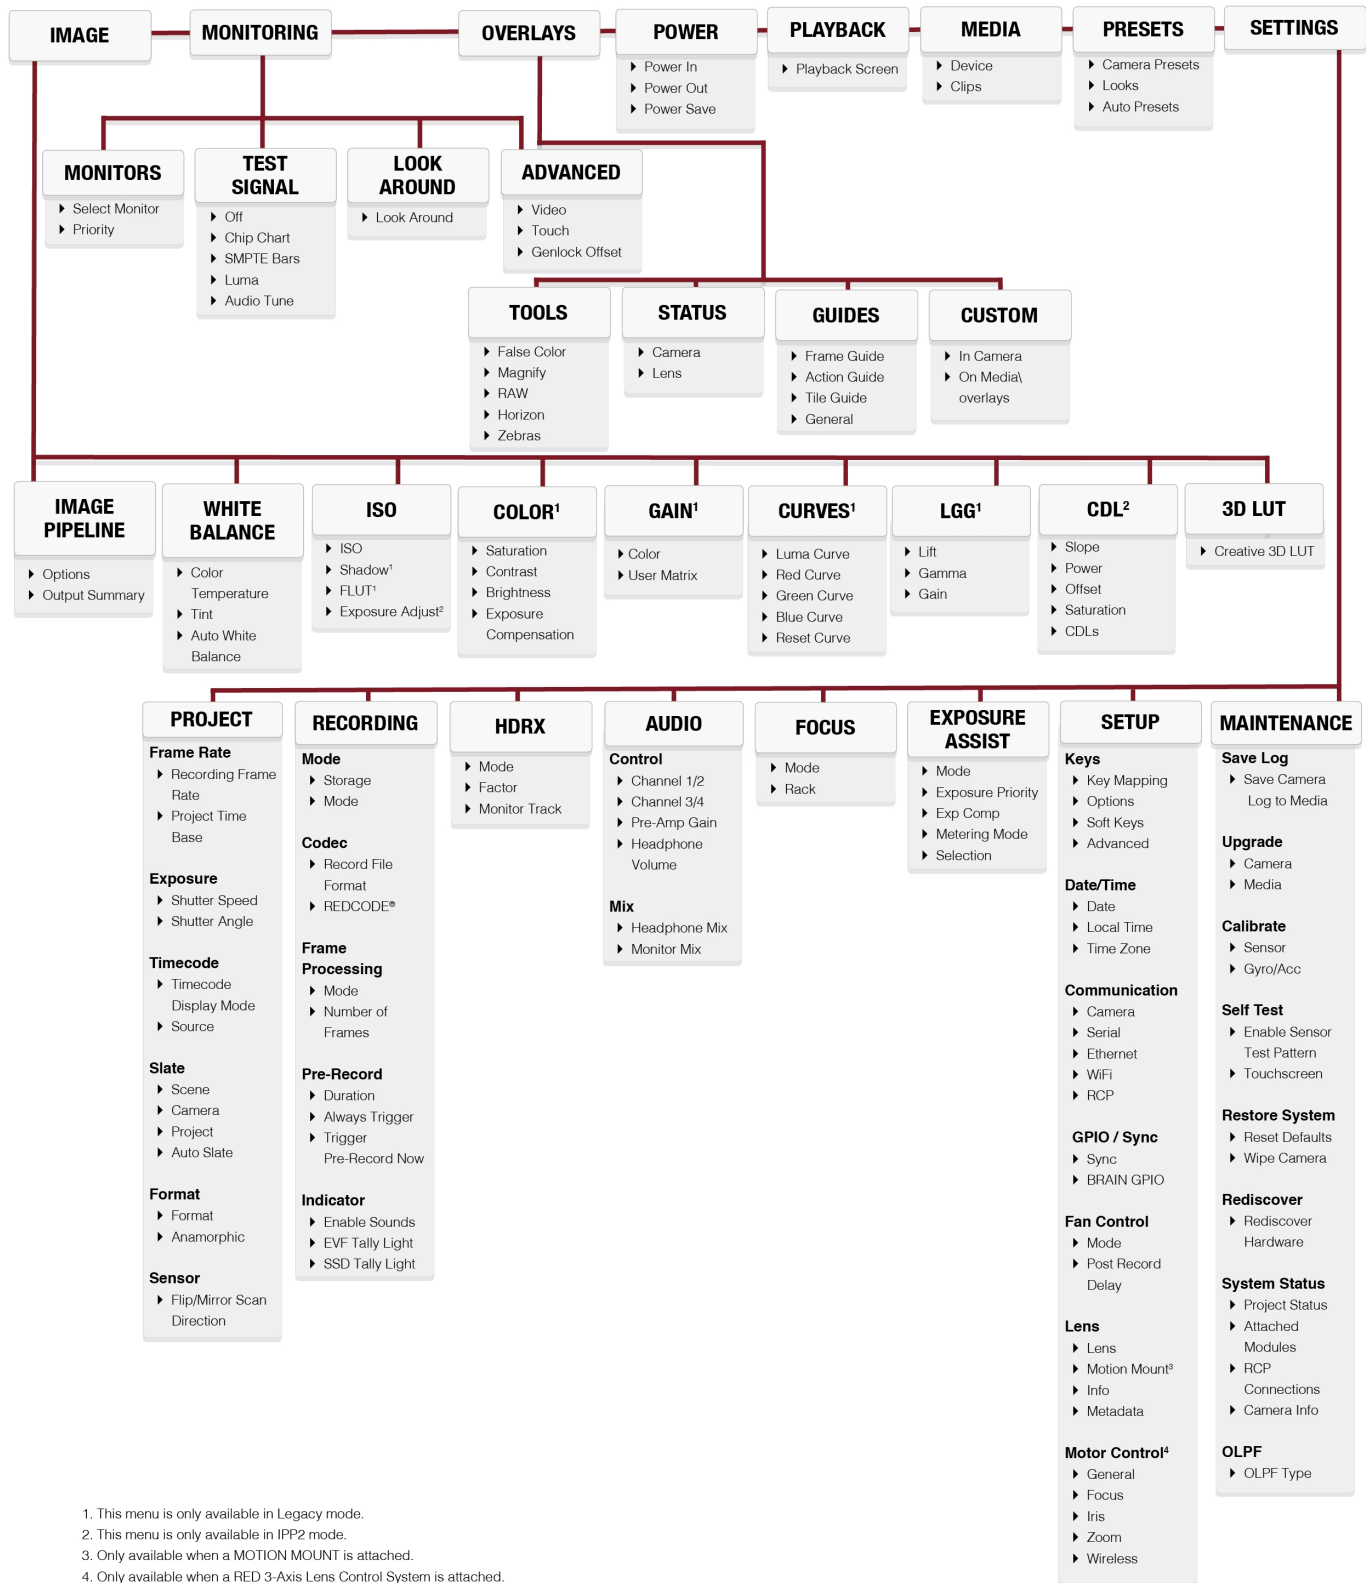 IMAGE
MONITORING
OVERLAYS
POWER
PLAYBACK
MEDIA
PRESETS
SETTINGS
Power In
Power Out
Power Save
Playback Screen
Device
Clips
Camera Presets
Looks
Auto Presets
MONITORS
Select Monitor
Priority
TEST
SIGNAL
Off
Chip Chart
SMPTE Bars
Luma
Audio Tune
LOOK
AROUND
Look Around
ADVANCED
Video
Touch
Genlock Offset
TOOLS
False Color
Magnify
RAW
Horizon
Zebras
STATUS
Camera
Lens
GUIDES
Frame Guide
Action Guide
Tile Guide
General
CUSTOM
In Camera
On Media\
overlays
IMAGE
PIPELINE
Options
Output Summary
WHITE
BALANCE
Color
Temperature
Tint
Auto White
Balance
ISO
ISO
Shadow¹
FLUT¹
Exposure Adjust²
COLOR¹
Saturation
Contrast
Brightness
Exposure
Compensation
GAIN¹
Color
User Matrix
CURVES¹
Luma Curve
Red Curve
Green Curve
Blue Curve
Reset Curve
LGG¹
Lift
Gamma
Gain
CDL²
Slope
Power
Offset
Saturation
CDLs
3D LUT
Creative 3D LUT
PROJECT
Frame Rate
Recording Frame
Rate
Project Time
Base
Exposure
Shutter Speed
Shutter Angle
Timecode
Timecode
Display Mode
Source
Slate
Scene
Camera
Project
Auto Slate
Format
Format
Anamorphic
Sensor
Flip/Mirror Scan
Direction
RECORDING
Mode
Storage
Mode
Codec
Record File
Format
REDCODE®
Frame
Processing
Mode
Number of
Frames
Pre-Record
Duration
Always Trigger
Trigger
Pre-Record Now
Indicator
Enable Sounds
EVF Tally Light
SSD Tally Light
HDRX
Mode
Factor
Monitor Track
AUDIO
Control
Channel 1/2
Channel 3/4
Pre-Amp Gain
Headphone
Volume
Mix
Headphone Mix
Monitor Mix
FOCUS
Mode
Rack
EXPOSURE
ASSIST
Mode
Exposure Priority
Exp Comp
Metering Mode
Selection
SETUP
Keys
Key Mapping
Options
Soft Keys
Advanced
Date/Time
Date
Local Time
Time Zone
Communication
Camera
Serial
Ethernet
WiFi
RCP
GPIO / Sync
Sync
BRAIN GPIO
Fan Control
Mode
Post Record
Delay
Lens
Lens
Motion Mount³
Info
Metadata
Motor Control⁴
General
Focus
Iris
Zoom
Wireless
MAINTENANCE
Save Log
Save Camera
Log to Media
Upgrade
Camera
Media
Calibrate
Sensor
Gyro/Acc
Self Test
Enable Sensor
Test Pattern
Touchscreen
Restore System
Reset Defaults
Wipe Camera
Rediscover
Rediscover
Hardware
System Status
Project Status
Attached
Modules
RCP
Connections
Camera Info
OLPF
OLPF Type
1. This menu is only available in Legacy mode.
2. This menu is only available in IPP2 mode.
3. Only available when a MOTION MOUNT is attached.
4. Only available when a RED 3-Axis Lens Control System is attached.